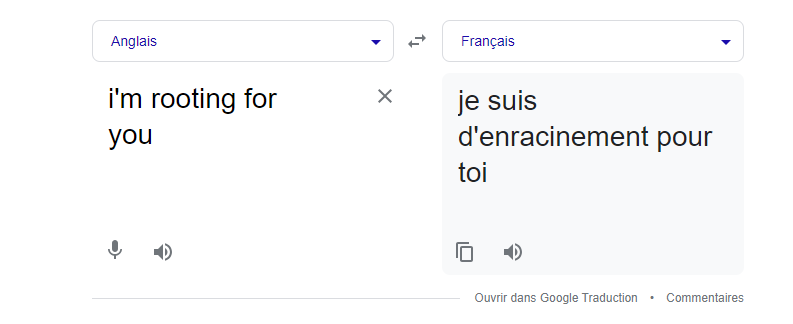 Anglais
Français
i'm rooting for
you
je suis
d'enracinement pour
toi
Ouvrir dans Google Traduction • Commentaires